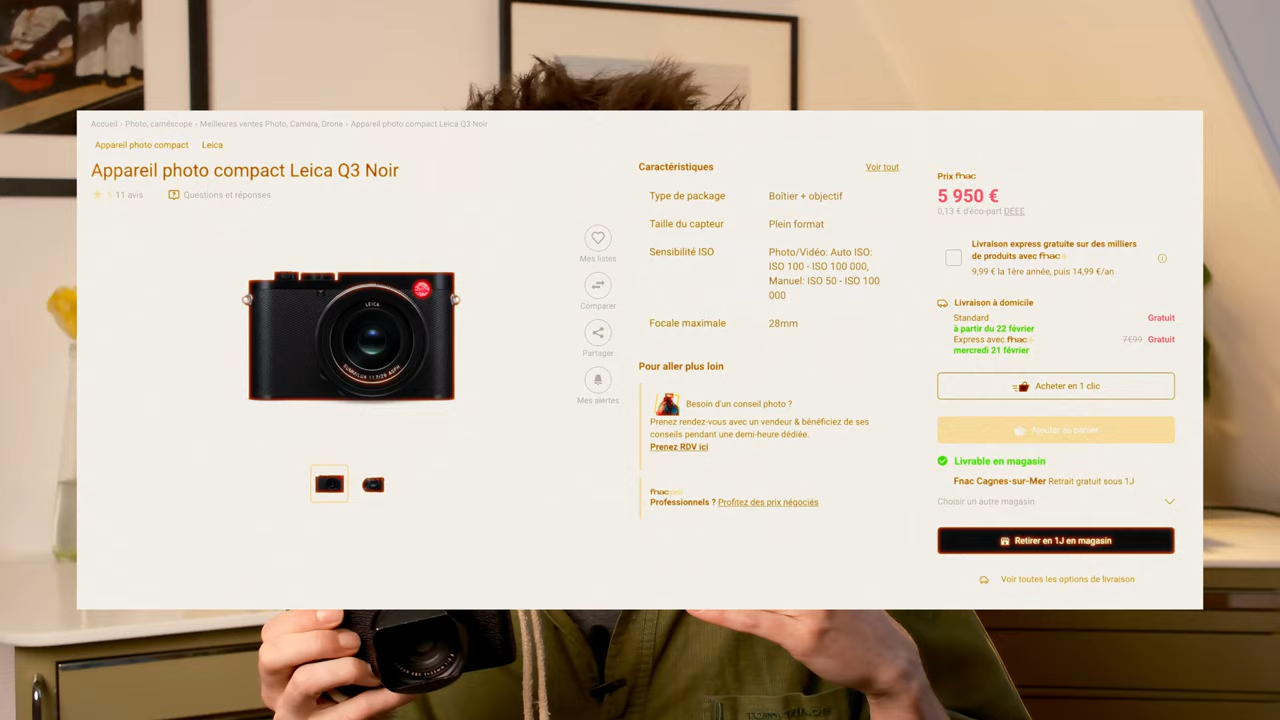 Accueil › Photo, caméscope › Meilleures ventes Photo, Caméra, Drone › Appareil photo compact Leica Q3 Noir
Appareil photo compact Leica
Appareil photo compact Leica Q3 Noir
11 avis Questions et réponses
Mes listes
Comparer
Partager
Mes alertes
LEICA
SUMMILUX 1:1.7/28 ASPH.
Caractéristiques Voir tout
Type de package Boîtier + objectif
Taille du capteur Plein format
Sensibilité ISO Photo/Vidéo: Auto ISO:
ISO 100 - ISO 100 000,
Manuel: ISO 50 - ISO 100
000
Focale maximale 28mm
Pour aller plus loin
Besoin d'un conseil photo ?
Prenez rendez-vous avec un vendeur & bénéficiez de ses
conseils pendant une demi-heure dédiée.
Prenez RDV ici
fnac
Professionnels ? Profitez des prix négociés
Prix fnac
5 950 €
0,13 € d'éco-part DEEE
Livraison express gratuite sur des milliers
de produits avec fnac+
9,99 € la 1ère année, puis 14,99 €/an
Livraison à domicile
Standard Gratuit
à partir du 22 février
Express avec fnac+ 7€99 Gratuit
mercredi 21 février
Acheter en 1 clic
Ajouter au panier
Livrable en magasin
Fnac Cagnes-sur-Mer Retrait gratuit sous 1J
Choisir un autre magasin
Retirer en 1J en magasin
Voir toutes les options de livraison